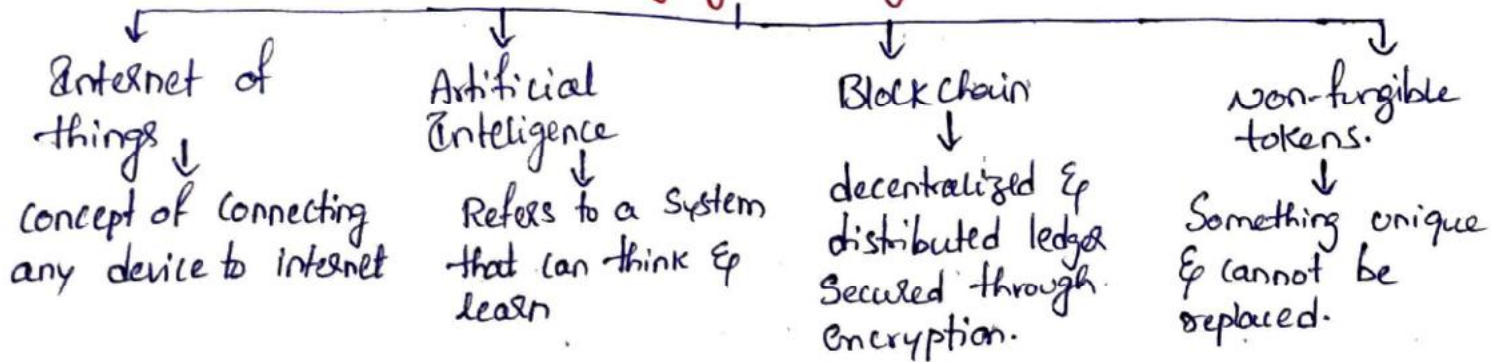 Internet of
things
concept of connecting
any device to internet
Artificial
Inteligence
Refers to a System
that can think &
learn
Block chain
decentralized &
distributed ledger
Secured through
encryption.
Non-fungible
tokens.
Something unique
& cannot be
replaced.